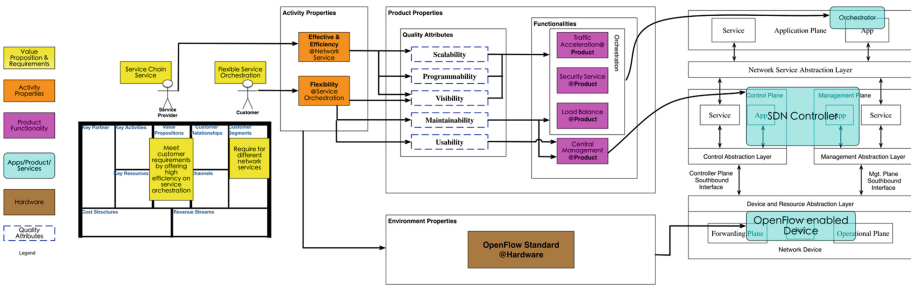 Value
Proposition &
Requirements
Activity
Properties
Product
Functionality
Apps/Product/
Services
Hardware
Quality
Attributes
Legend
Service Chain
Service
Flexible Service
Orchestration
Service
Provider
Customer
Key Partner
Key Activities
Value
Propositions
Customer
Relationships
Customer
Segments
Meet
customer
requirements
by offering
high
efficiency on
service
orchestration
Require for
different
network
services
Key Resources
Channels
Cost Structures
Revenue Streams
Activity Properties
Effective &
Efficiency
@Network
Service
Flexibility
@Service
Orchestration
Product Properties
Quality Attributes
Scalability
Programmability
Visibility
Maintainability
Usability
Functionalities
Traffic
Acceleration@
Product
Security Service
@Product
Load Balance
@Product
Orchestration
Central
Management
@Product
Environment Properties
OpenFlow Standard
@Hardware
Orchestrator
Service
Application Plane
App
Network Service Abstraction Layer
Control Plane
Management Plane
Service
App
SDN Controller
App
Service
Control Abstraction Layer
Management Abstraction Layer
Controller Plane
Southbound
Interface
Mgt. Plane
Southbound
Interface
Device and Resource Abstraction Layer
OpenFlow enabled
Device
Forwarding Plane
Operational Plane
Network Device